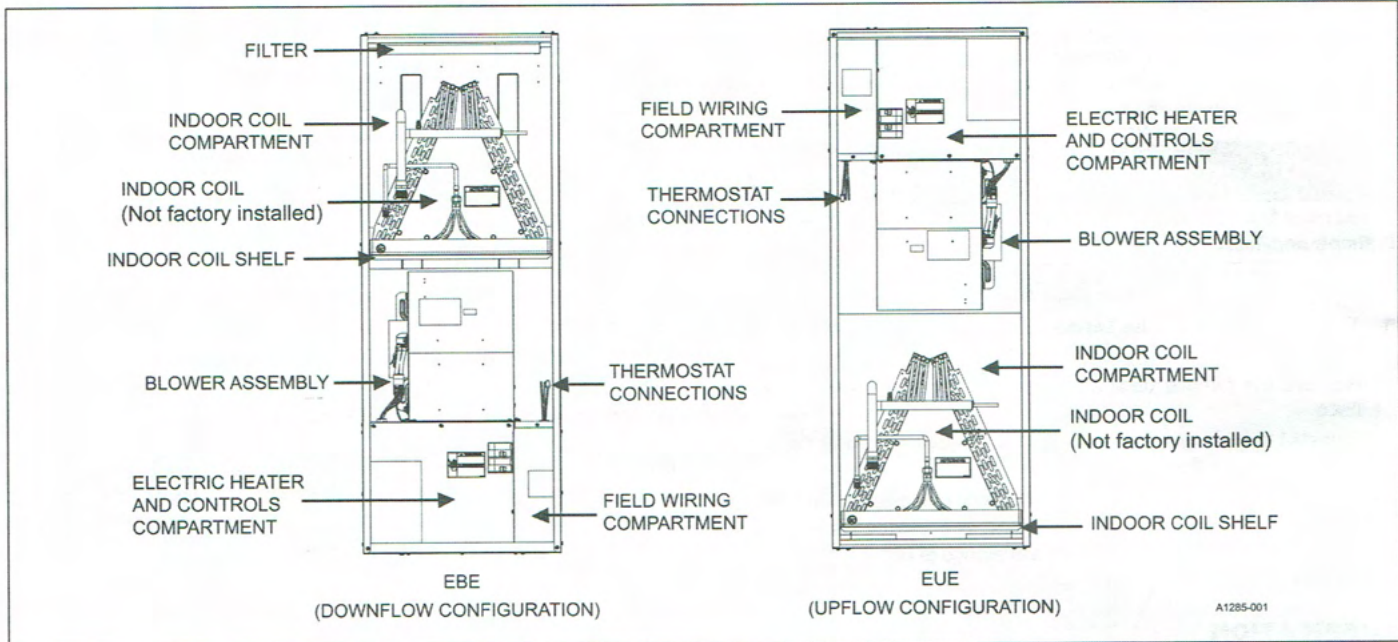 FILTER
INDOOR COIL
COMPARTMENT
INDOOR COIL
(Not factory installed)
INDOOR COIL SHELF
BLOWER ASSEMBLY
THERMOSTAT
CONNECTIONS
ELECTRIC HEATER
AND CONTROLS
COMPARTMENT
FIELD WIRING
COMPARTMENT
EBE
(DOWNFLOW CONFIGURATION)
FIELD WIRING
COMPARTMENT
ELECTRIC HEATER
AND CONTROLS
COMPARTMENT
THERMOSTAT
CONNECTIONS
BLOWER ASSEMBLY
INDOOR COIL
COMPARTMENT
INDOOR COIL
(Not factory installed)
INDOOR COIL SHELF
EUE
(UPFLOW CONFIGURATION)
A1285-001